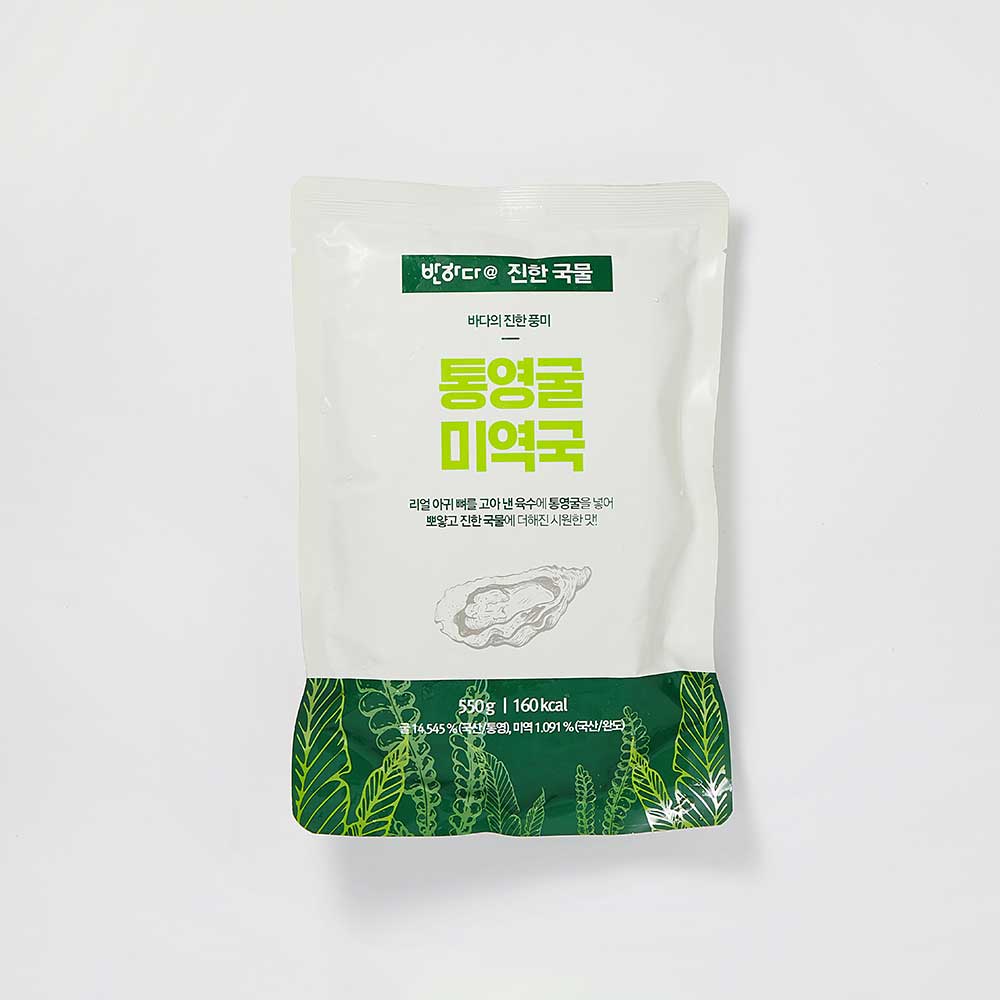 반하다@ 진한 국물
바다의 진한 풍미
통영굴
미역국
리얼 아귀 뼈를 고아 낸 육수에 통영굴을 넣어
뽀얗고 진한 국물에 더해진 시원한 맛!
550g | 160kcal
굴 14.545%(국산/통영), 미역 1.091%(국산/완도)